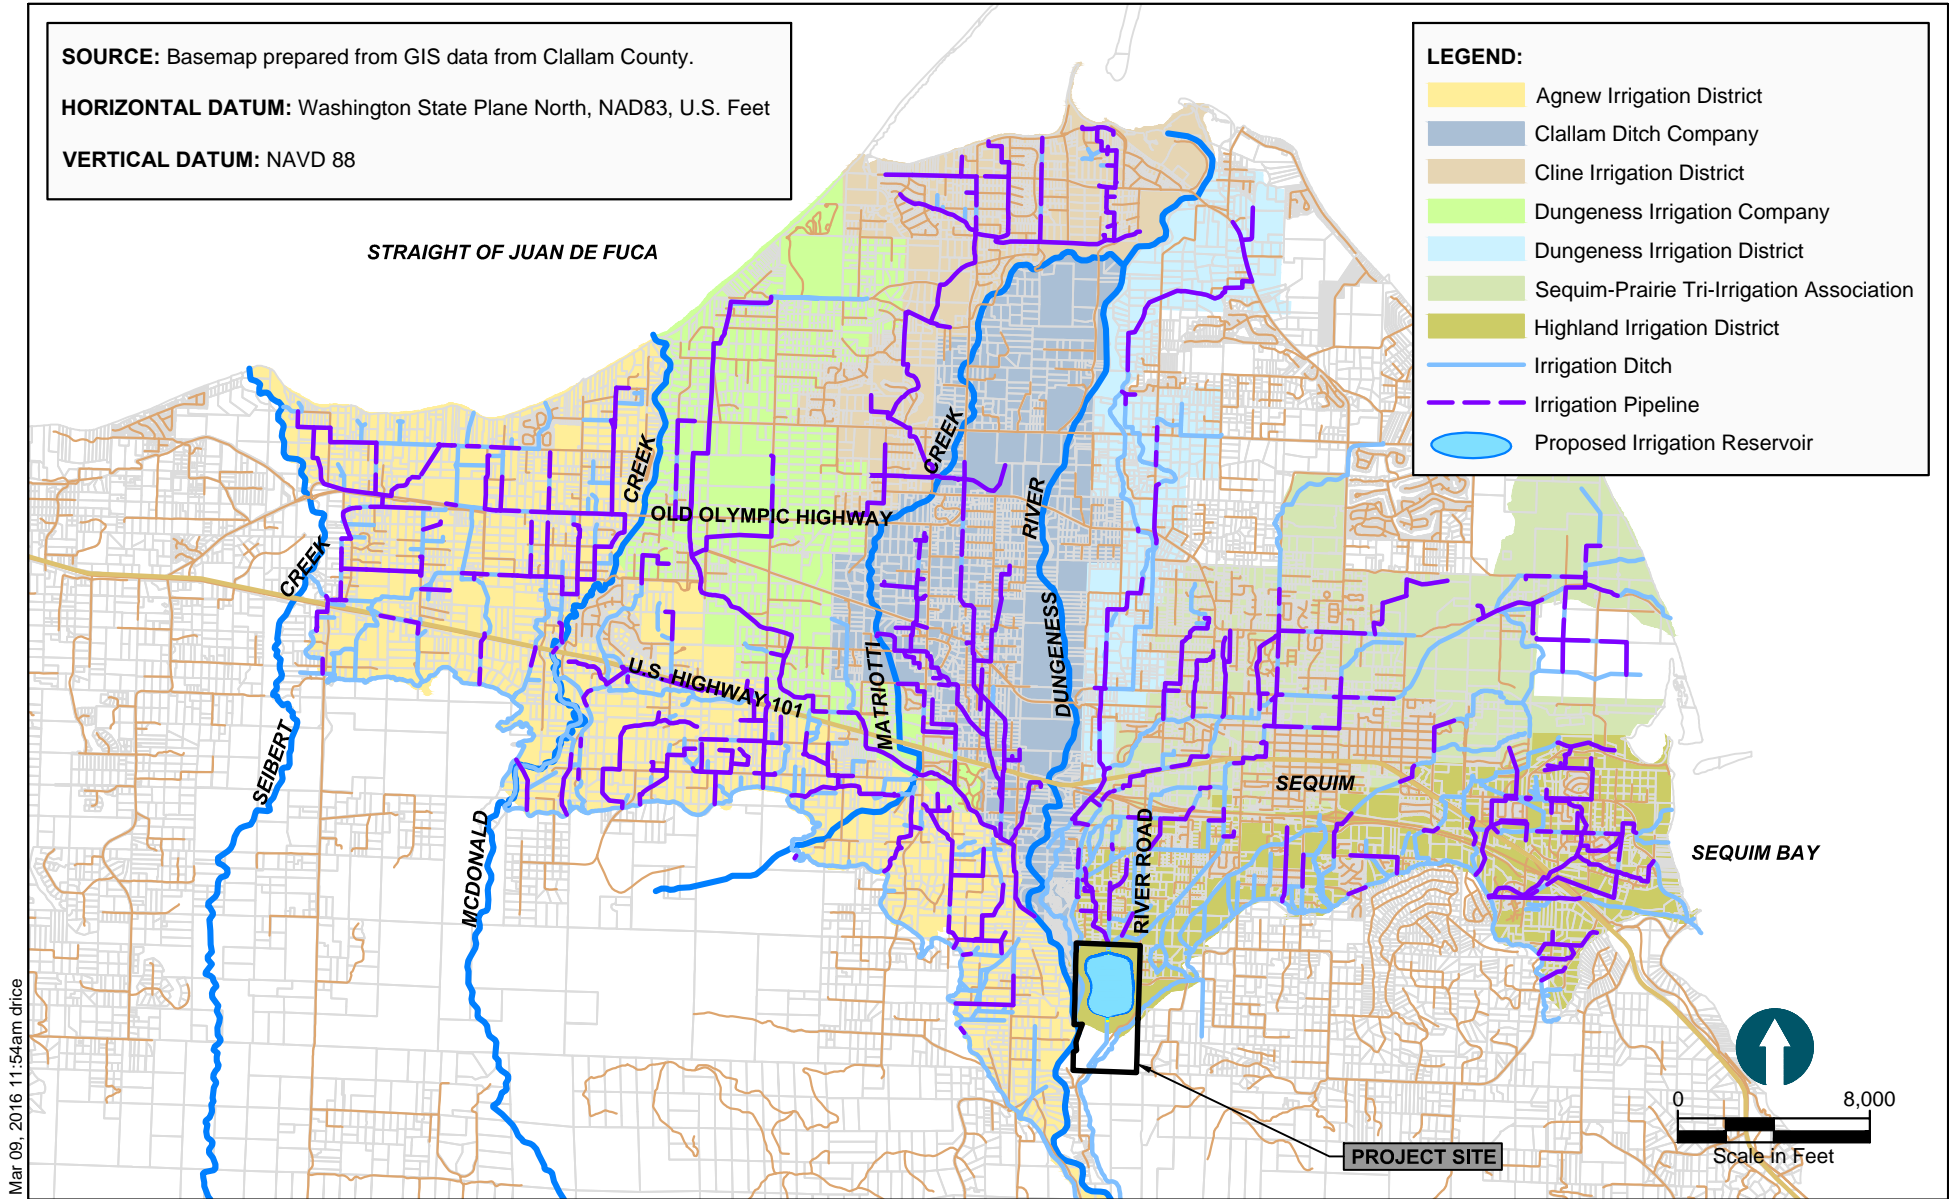 SOURCE: Basemap prepared from GIS data from Clallam County.
HORIZONTAL DATUM: Washington State Plane North, NAD83, U.S. Feet
VERTICAL DATUM: NAVD 88
LEGEND:
Agnew Irrigation District
Clallam Ditch Company
Cline Irrigation District
Dungeness Irrigation Company
Dungeness Irrigation District
Sequim-Prairie Tri-Irrigation Association
Highland Irrigation District
Irrigation Ditch
Irrigation Pipeline
Proposed Irrigation Reservoir
STRAIGHT OF JUAN DE FUCA
CREEK
CREEK
CREEK
RIVER
OLD OLYMPIC HIGHWAY
DUNGENESS
MATRIOTTI
U.S. HIGHWAY 101
SEIBERT
MCDONALD
SEQUIM
RIVER ROAD
SEQUIM BAY
PROJECT SITE
0 8,000
Scale in Feet
Mar 09, 2016 11:54am drice